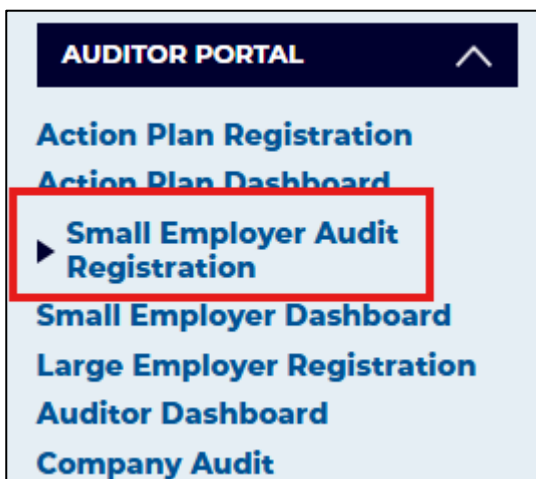 AUDITOR PORTAL
Action Plan Registration
Action Plan Dashboard
Small Employer Audit
Registration
Small Employer Dashboard
Large Employer Registration
Auditor Dashboard
Company Audit